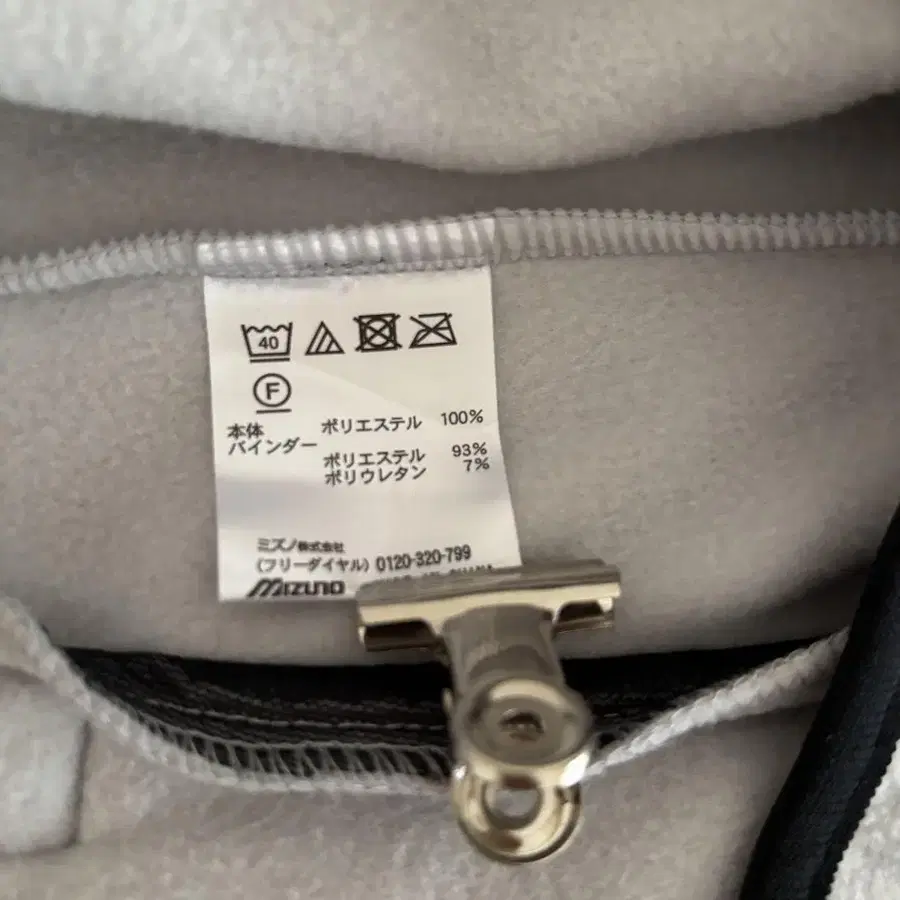 40
F
本体 ポリエステル 100%
バインダー
ポリエステル 93%
ポリウレタン 7%
ミズノ株式会社
(フリーダイヤル) 0120-320-799
MIZUNO